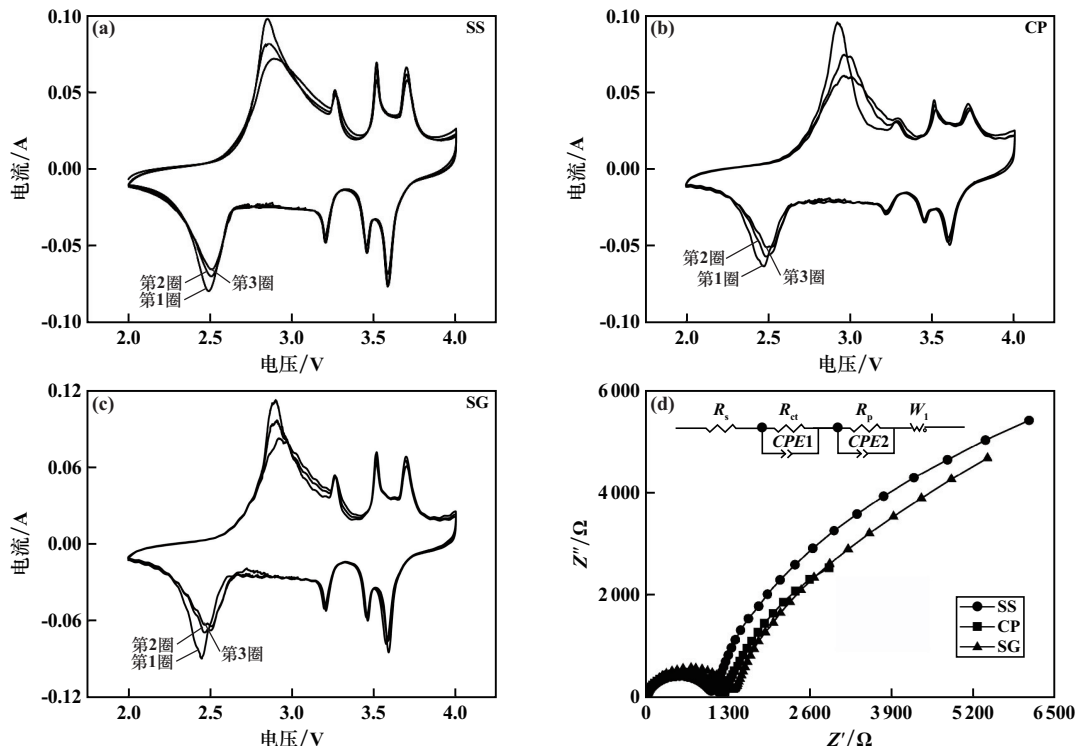 (a)
SS
0.10
0.05
0.00
-0.05
-0.10
电流/A
第2圈
第3圈
第1圈
2.0 2.5 3.0 3.5 4.0
电压/V
(b)
CP
0.10
0.05
0.00
-0.05
-0.10
电流/A
第2圈
第3圈
第1圈
2.0 2.5 3.0 3.5 4.0
电压/V
(c)
SG
0.12
0.06
0.00
-0.06
-0.12
电流/A
第2圈
第3圈
第1圈
2.0 2.5 3.0 3.5 4.0
电压/V
(d)
Rs Rct Rp W1
CPE1 CPE2
6 000
4 000
2 000
0
Z″/Ω
SS
CP
SG
0 1 300 2 600 3 900 5 200 6 500
Z′/Ω